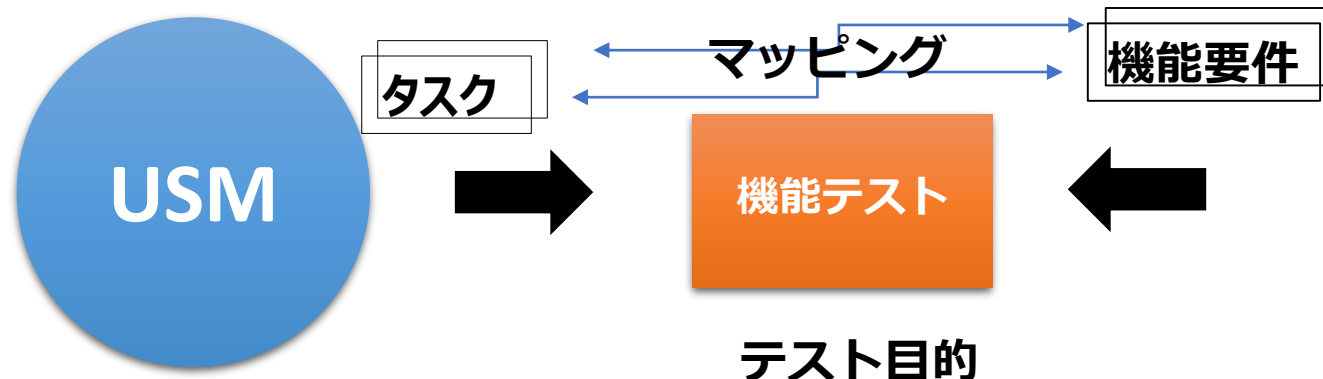 マッピング
機能要件
タスク
USM
機能テスト
テスト目的